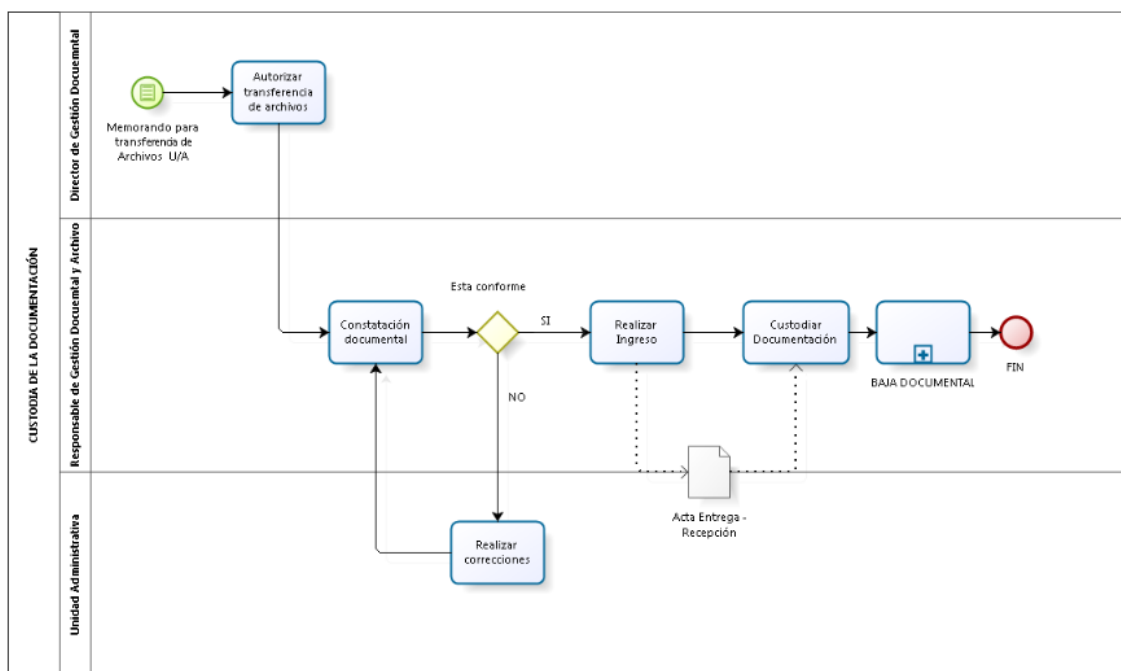 CUSTODIA DE LA DOCUMENTACIÓN
Director de Gestión Docuemntal
Memorando para
transferencia de
Archivos U/A
Autorizar
transferencia
de archivos
Responsable de Gestión Documental y Archivo
Constatación
documental
Esta conforme
SI
NO
Realizar
Ingreso
Custodiar
Documentación
BAJA DOCUMENTAL
FIN
Acta Entrega -
Recepción
Unidad Administrativa
Realizar
correcciones